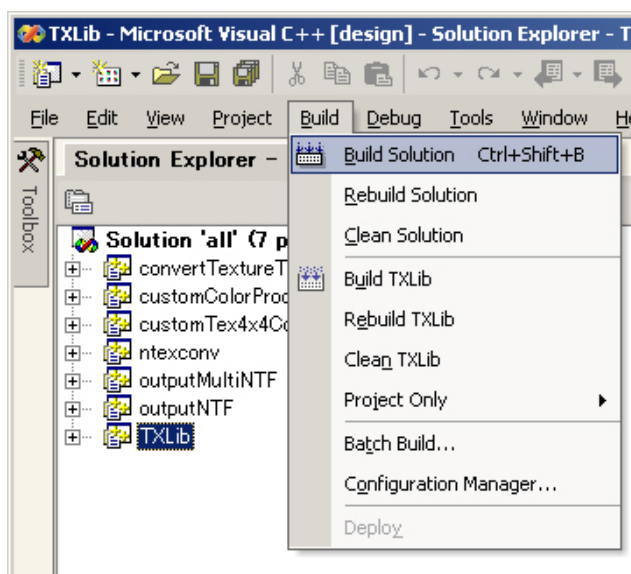 TXLib - Microsoft Visual C++ [design] - Solution Explorer - T
File Edit View Project Build Debug Tools Window He
Toolbox
Solution Explorer -
Solution 'all' (7 p
convertTextureT
customColorProc
customTex4x4Co
ntexconv
outputMultiNTF
outputNTF
TXLib
Build Solution Ctrl+Shift+B
Rebuild Solution
Clean Solution
Build TXLib
Rebuild TXLib
Clean TXLib
Project Only
Batch Build...
Configuration Manager...
Deploy